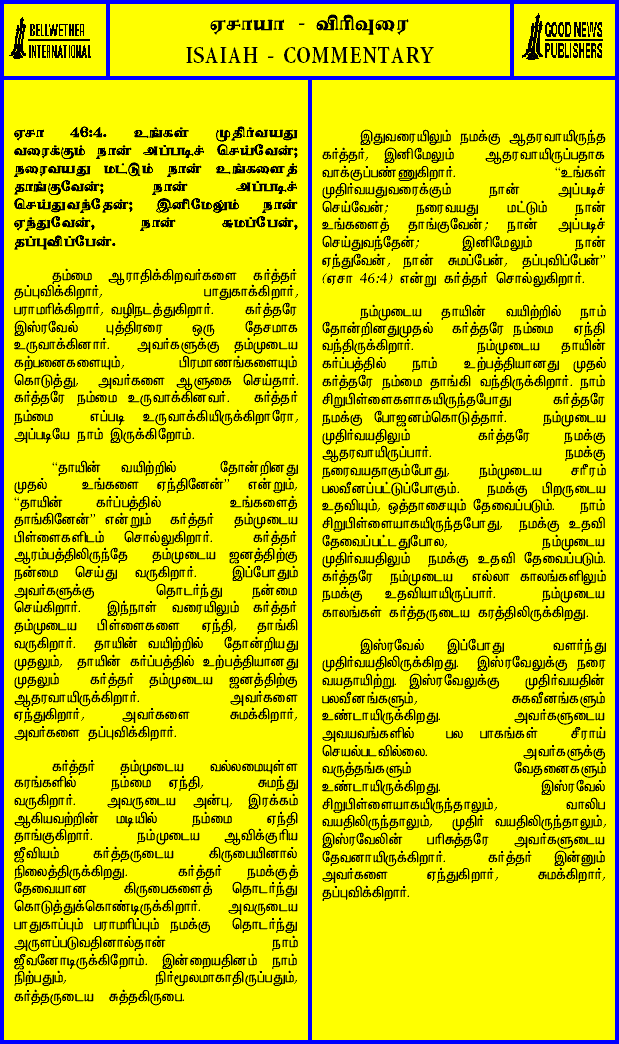 BELLWETHER
INTERNATIONAL
ஏசாயா - விரிவுரை
ISAIAH - COMMENTARY
GOOD NEWS
PUBLISHERS
ஏசா 46:4. உங்கள் முதிர்வயது
வரைக்கும் நான் அப்படிச் செய்வேன்;
நரைவயது மட்டும் நான் உங்களைத்
தாங்குவேன்; நான் அப்படிச்
செய்துவந்தேன்; இனிமேலும் நான்
ஏந்துவேன், நான் சுமப்பேன்,
தப்புவிப்பேன்.
தம்மை ஆராதிக்கிறவர்களை கர்த்தர்
தப்புவிக்கிறார், பாதுகாக்கிறார்,
பராமரிக்கிறார், வழிநடத்துகிறார். கர்த்தரே
இஸ்ரவேல் புத்திரரை ஒரு தேசமாக
உருவாக்கினார். அவர்களுக்கு தம்முடைய
கற்பனைகளையும், பிரமாணங்களையும்
கொடுத்து, அவர்களை ஆளுகை செய்தார்.
கர்த்தரே நம்மை உருவாக்கினவர். கர்த்தர்
நம்மை எப்படி உருவாக்கியிருக்கிறாரோ,
அப்படியே நாம் இருக்கிறோம்.
“தாயின் வயிற்றில் தோன்றினது
முதல் உங்களை ஏந்தினேன்” என்றும்,
“தாயின் கர்ப்பத்தில் உங்களைத்
தாங்கினேன்” என்றும் கர்த்தர் தம்முடைய
பிள்ளைகளிடம் சொல்லுகிறார். கர்த்தர்
ஆரம்பத்திலிருந்தே தம்முடைய ஜனத்திற்கு
நன்மை செய்து வருகிறார். இப்போதும்
அவர்களுக்கு தொடர்ந்து நன்மை
செய்கிறார். இந்நாள் வரையிலும் கர்த்தர்
தம்முடைய பிள்ளைகளை ஏந்தி, தாங்கி
வருகிறார். தாயின் வயிற்றில் தோன்றியது
முதலும், தாயின் கர்ப்பத்தில் உற்பத்தியானது
முதலும் கர்த்தர் தம்முடைய ஜனத்திற்கு
ஆதரவாயிருக்கிறார். அவர்களை
ஏந்துகிறார், அவர்களை சுமக்கிறார்,
அவர்களை தப்புவிக்கிறார்.
கர்த்தர் தம்முடைய வல்லமையுள்ள
கரங்களில் நம்மை ஏந்தி, சுமந்து
வருகிறார். அவருடைய அன்பு, இரக்கம்
ஆகியவற்றின் மடியில் நம்மை ஏந்தி
தாங்குகிறார். நம்முடைய ஆவிக்குரிய
ஜீவியம் கர்த்தருடைய கிருபையினால்
நிலைத்திருக்கிறது. கர்த்தர் நமக்குத்
தேவையான கிருபைகளைத் தொடர்ந்து
கொடுத்துக்கொண்டிருக்கிறார். அவருடைய
பாதுகாப்பும் பராமரிப்பும் நமக்கு தொடர்ந்து
அருளப்படுவதினால்தான் நாம்
ஜீவனோடிருக்கிறோம். இன்றையதினம் நாம்
நிற்பதும், நிர்மூலமாகாதிருப்பதும்,
கர்த்தருடைய சுத்தகிருபை.
இதுவரையிலும் நமக்கு ஆதரவாயிருந்த
கர்த்தர், இனிமேலும் ஆதரவாயிருப்பதாக
வாக்குப்பண்ணுகிறார். “உங்கள்
முதிர்வயதுவரைக்கும் நான் அப்படிச்
செய்வேன்; நரைவயது மட்டும் நான்
உங்களை தாங்குவேன்; நான் அப்படிச்
செய்துவந்தேன்; இனிமேலும் நான்
ஏந்துவேன், நான் சுமப்பேன், தப்புவிப்பேன்”
(ஏசா 46:4) என்று கர்த்தர் சொல்லுகிறார்.
நம்முடைய தாயின் வயிற்றில் நாம்
தோன்றினதுமுதல் கர்த்தரே நம்மை ஏந்தி
வந்திருக்கிறார். நம்முடைய தாயின்
கர்ப்பத்தில் நாம் உற்பத்தியானது முதல்
கர்த்தரே நம்மை தாங்கி வந்திருக்கிறார். நாம்
சிறுபிள்ளைகளாகயிருந்தபோது கர்த்தரே
நமக்கு போஜனம்கொடுத்தார். நம்முடைய
முதிர்வயதிலும் கர்த்தரே நமக்கு
ஆதரவாயிருப்பார். நமக்கு
நரைவயதாகும்போது, நம்முடைய சரீரம்
பலவீனப்பட்டுப்போகும். நமக்கு பிறருடைய
உதவியும், ஒத்தாசையும் தேவைப்படும். நாம்
சிறுபிள்ளையாகயிருந்தபோது, நமக்கு உதவி
தேவைப்பட்டதுபோல, நம்முடைய
முதிர்வயதிலும் நமக்கு உதவி தேவைப்படும்.
கர்த்தரே நம்முடைய எல்லா காலங்களிலும்
நமக்கு உதவியாயிருப்பார். நம்முடைய
காலங்கள் கர்த்தருடைய கரத்திலிருக்கிறது.
இஸ்ரவேல் இப்போது வளர்ந்து
முதிர்வயதிலிருக்கிறது. இஸ்ரவேலுக்கு நரை
வயதாயிற்று. இஸ்ரவேலுக்கு முதிர்வயதின்
பலவீனங்களும், சுகவீனங்களும்
உண்டாயிருக்கிறது. அவர்களுடைய
அவயவங்களில் பல பாகங்கள் சீராய்
செயல்படவில்லை. அவர்களுக்கு
வருத்தங்களும் வேதனைகளும்
உண்டாயிருக்கிறது. இஸ்ரவேல்
சிறுபிள்ளையாகயிருந்தாலும், வாலிப
வயதிலிருந்தாலும், முதிர் வயதிலிருந்தாலும்,
இஸ்ரவேலின் பரிசுத்தரே அவர்களுடைய
தேவனாயிருக்கிறார். கர்த்தர் இன்னும்
அவர்களை ஏந்துகிறார், சுமக்கிறார்,
தப்புவிக்கிறார்.